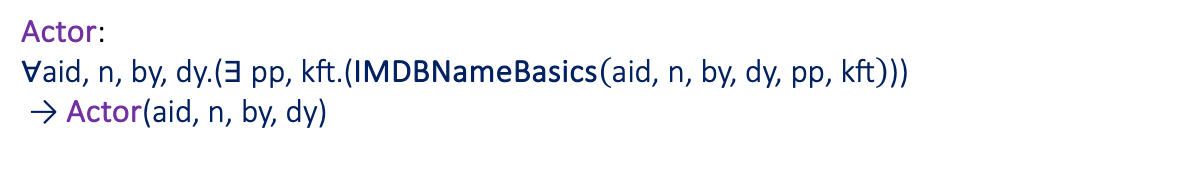 Actor:
∀aid, n, by, dy.(∃ pp, kft.(IMDBNameBasics(aid, n, by, dy, pp, kft)))
→ Actor(aid, n, by, dy)